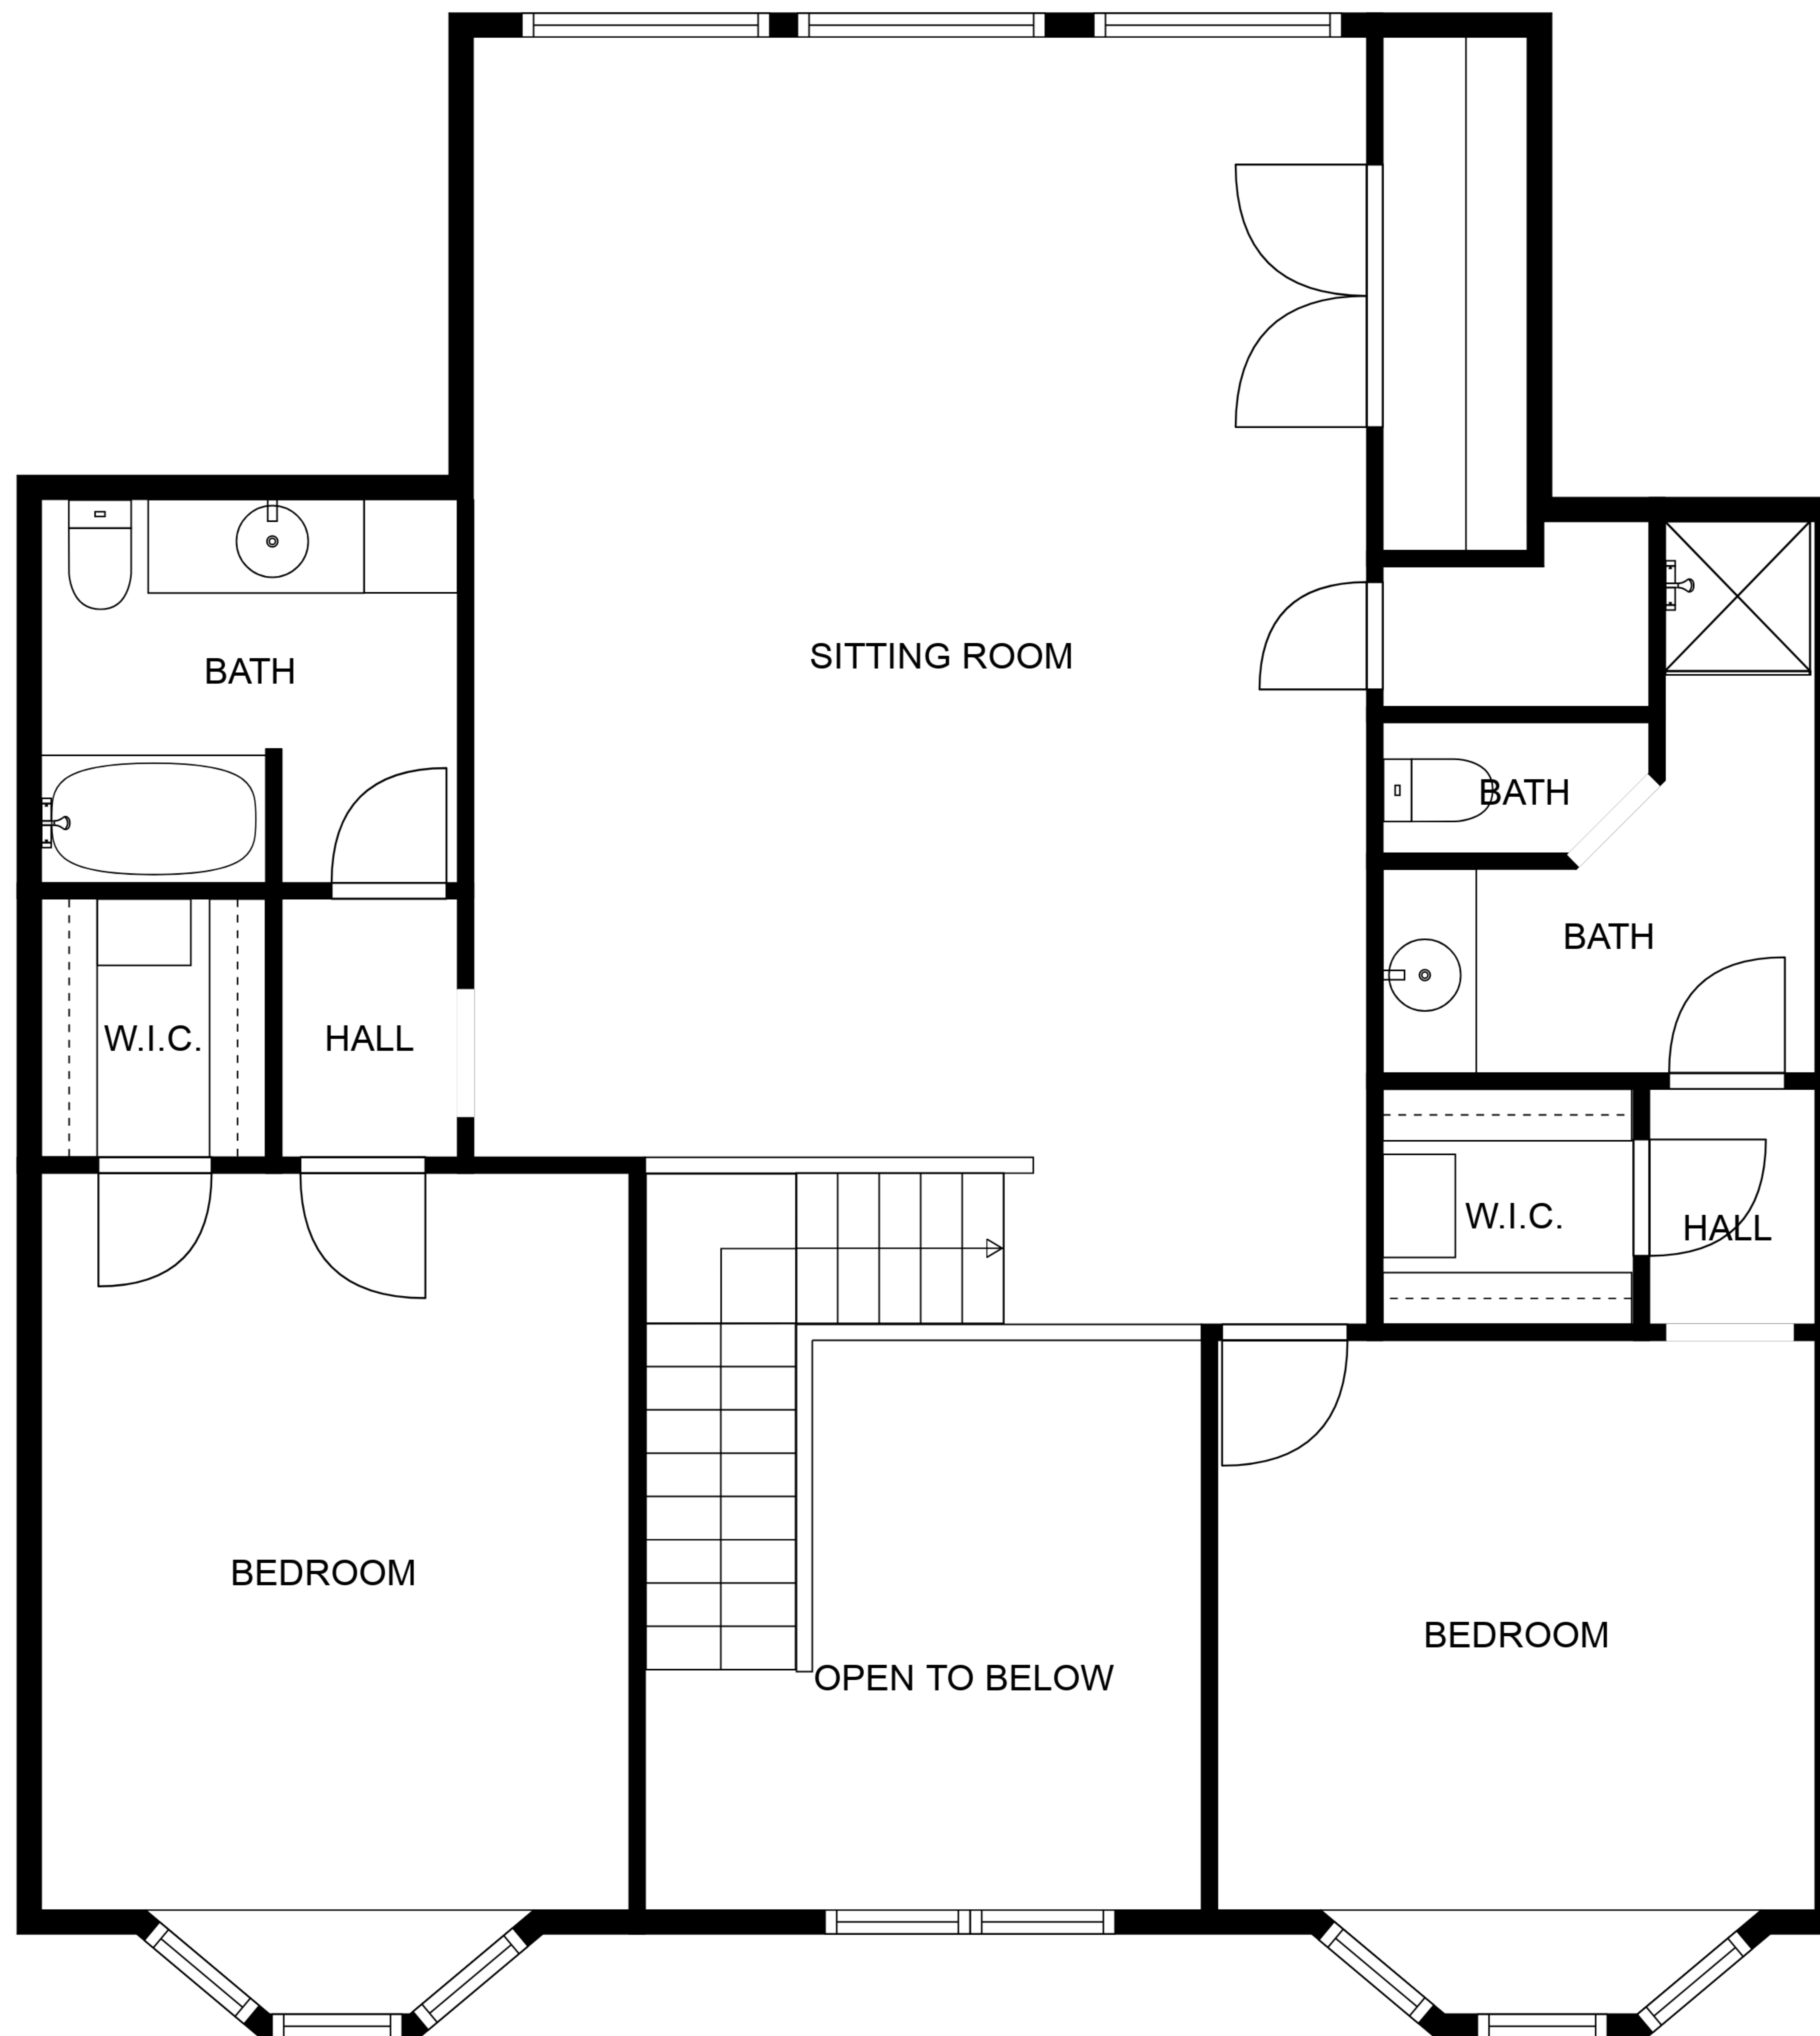 SITTING ROOM
BATH
BATH
BATH
W.I.C.
HALL
W.I.C.
HALL
BEDROOM
BEDROOM
OPEN TO BELOW